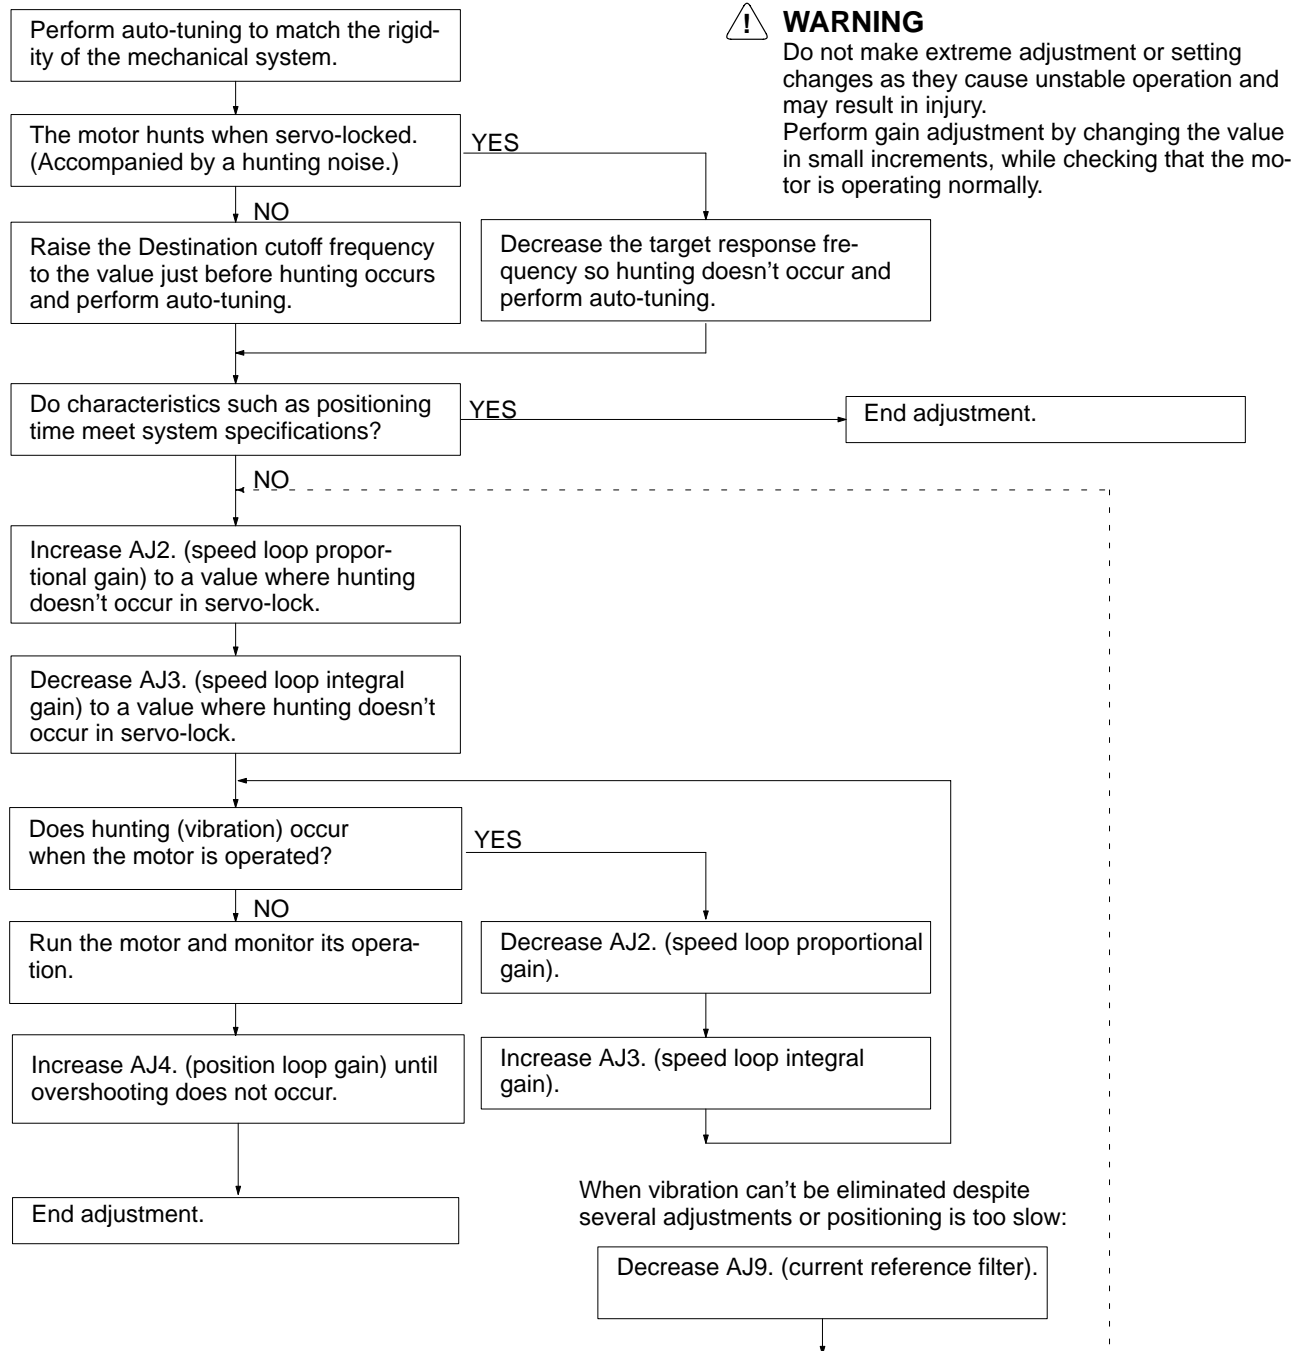 Perform auto-tuning to match the rigid-
ity of the mechanical system.
! WARNING
Do not make extreme adjustment or setting
changes as they cause unstable operation and
may result in injury.
Perform gain adjustment by changing the value
in small increments, while checking that the mo-
tor is operating normally.
The motor hunts when servo-locked.
(Accompanied by a hunting noise.)
YES
NO
Raise the Destination cutoff frequency
to the value just before hunting occurs
and perform auto-tuning.
Decrease the target response fre-
quency so hunting doesn't occur and
perform auto-tuning.
Do characteristics such as positioning
time meet system specifications?
YES
End adjustment.
NO
Increase AJ2. (speed loop propor-
tional gain) to a value where hunting
doesn't occur in servo-lock.
Decrease AJ3. (speed loop integral
gain) to a value where hunting doesn't
occur in servo-lock.
Does hunting (vibration) occur
when the motor is operated?
YES
NO
Run the motor and monitor its opera-
tion.
Decrease AJ2. (speed loop proportional
gain).
Increase AJ4. (position loop gain) until
overshooting does not occur.
Increase AJ3. (speed loop integral
gain).
End adjustment.
When vibration can't be eliminated despite
several adjustments or positioning is too slow:
Decrease AJ9. (current reference filter).